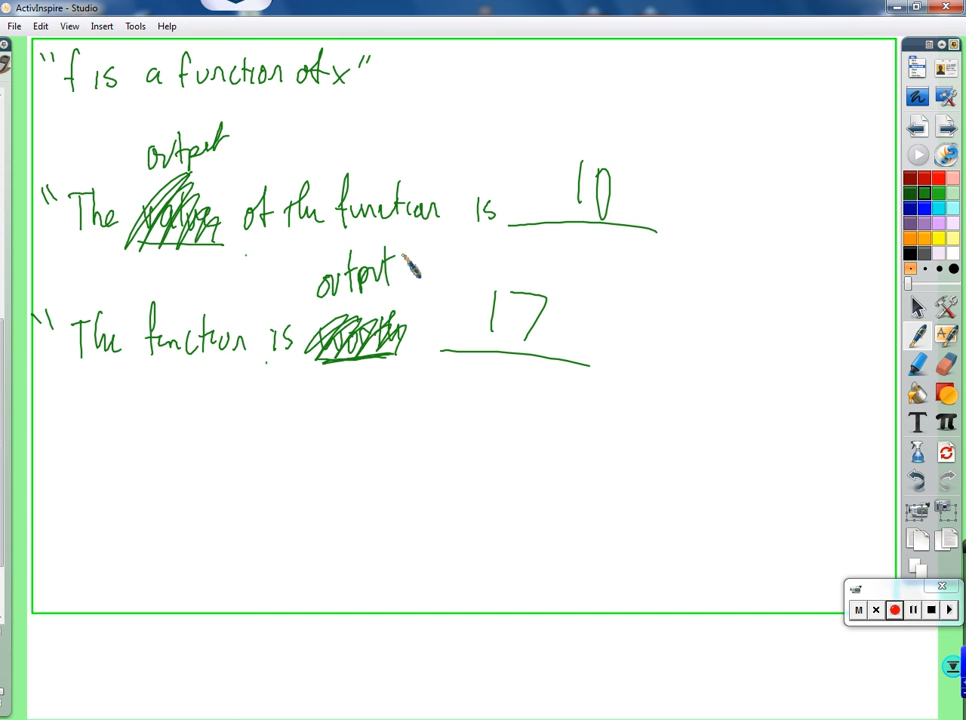 ActivInspire - Studio
File Edit View Insert Tools Help
"f is a function of x"
output
"The value of the function is 10
output
"The function is 17
M